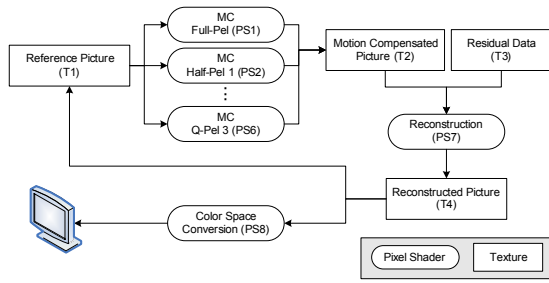 Reference Picture
(T1)
MC
Full-Pel (PS1)
MC
Half-Pel 1 (PS2)
⋮
MC
Q-Pel 3 (PS6)
Motion Compensated
Picture (T2)
Residual Data
(T3)
Reconstruction
(PS7)
Reconstructed Picture
(T4)
Color Space
Conversion (PS8)
Pixel Shader
Texture